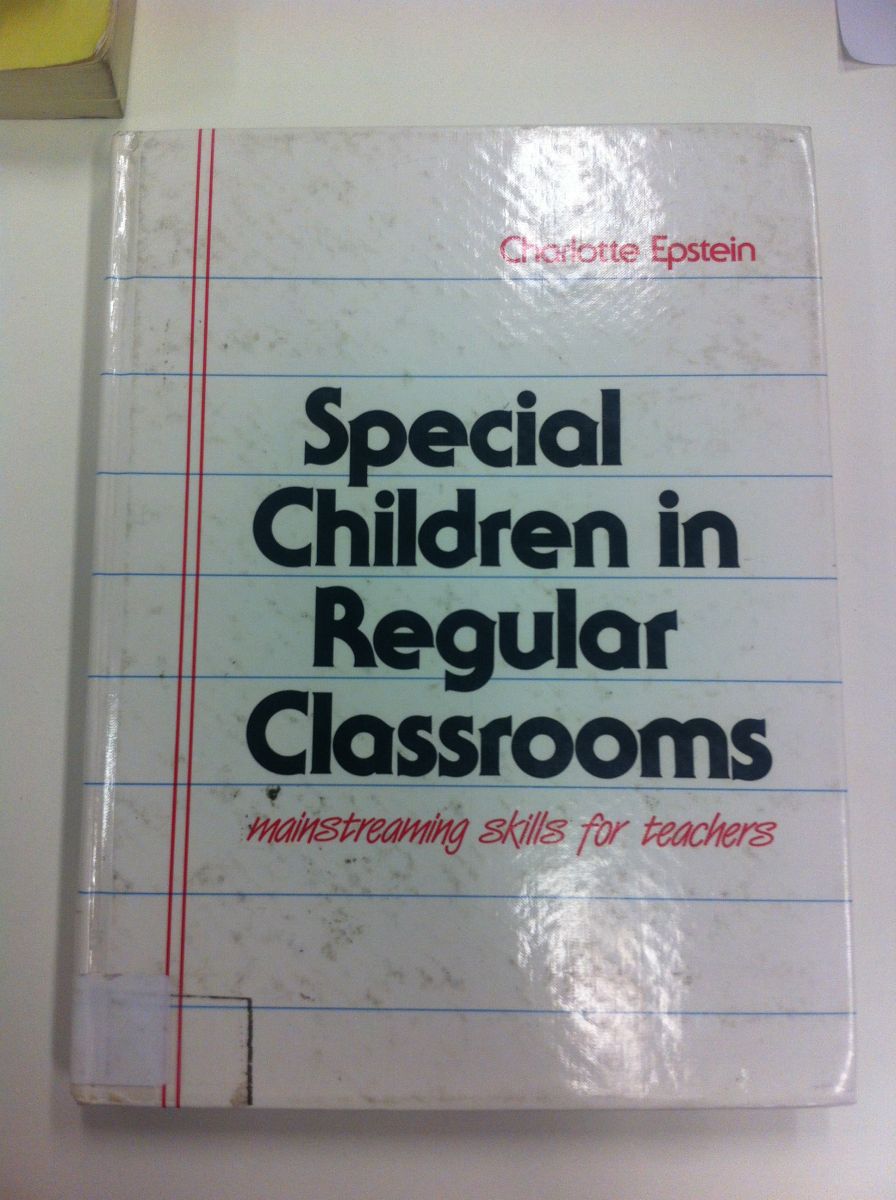 Charlotte Epstein
Special
Children in
Regular
Classrooms
mainstreaming skills for teachers